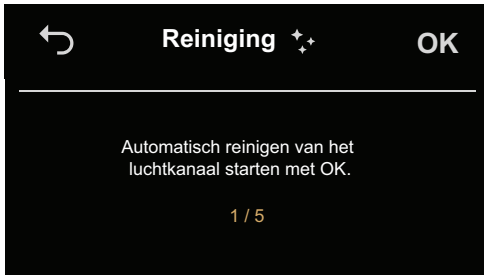 Reiniging OK
Automatisch reinigen van het
luchtkanaal starten met OK.
1 / 5